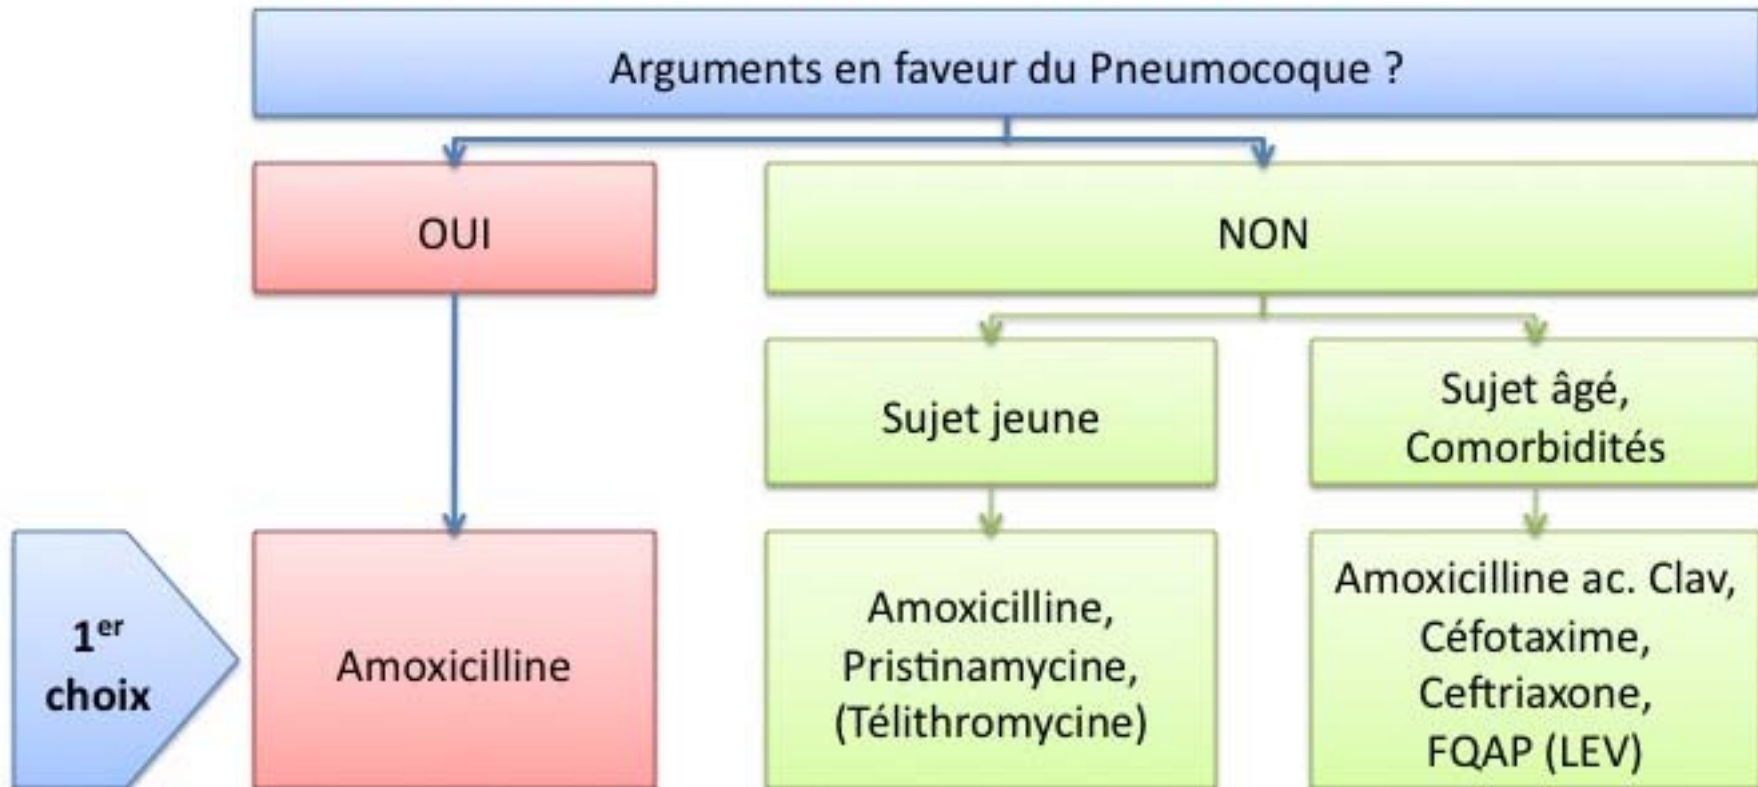 Arguments en faveur du Pneumocoque ?
OUI
NON
Sujet jeune
Sujet âgé,
Comorbidités
1er
choix
Amoxicilline
Amoxicilline,
Pristinamycine,
(Télithromycine)
Amoxicilline ac. Clav,
Céfotaxime,
Ceftriaxone,
FQAP (LEV)